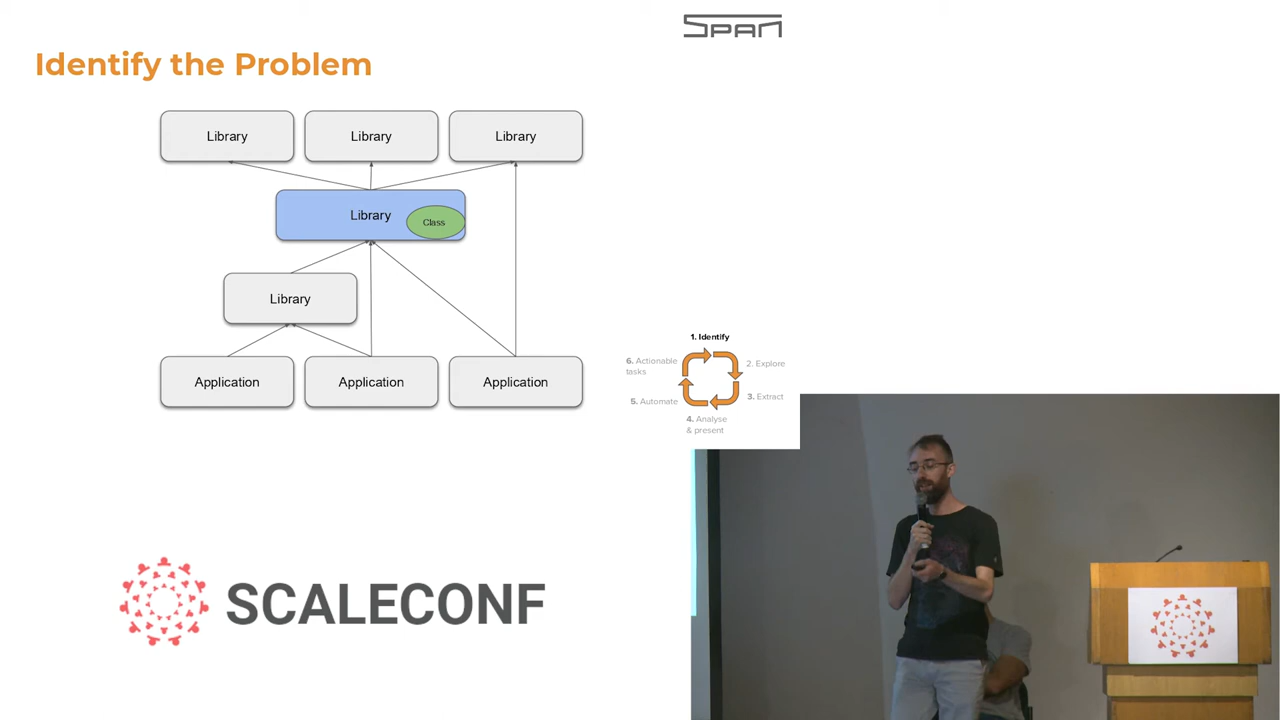 SPAN
Identify the Problem
Library
Library
Library
Library
Class
Library
Application
Application
Application
1. Identify
2. Explore
3. Extract
4. Analyse
& present
5. Automate
6. Actionable
tasks
SCALECONF